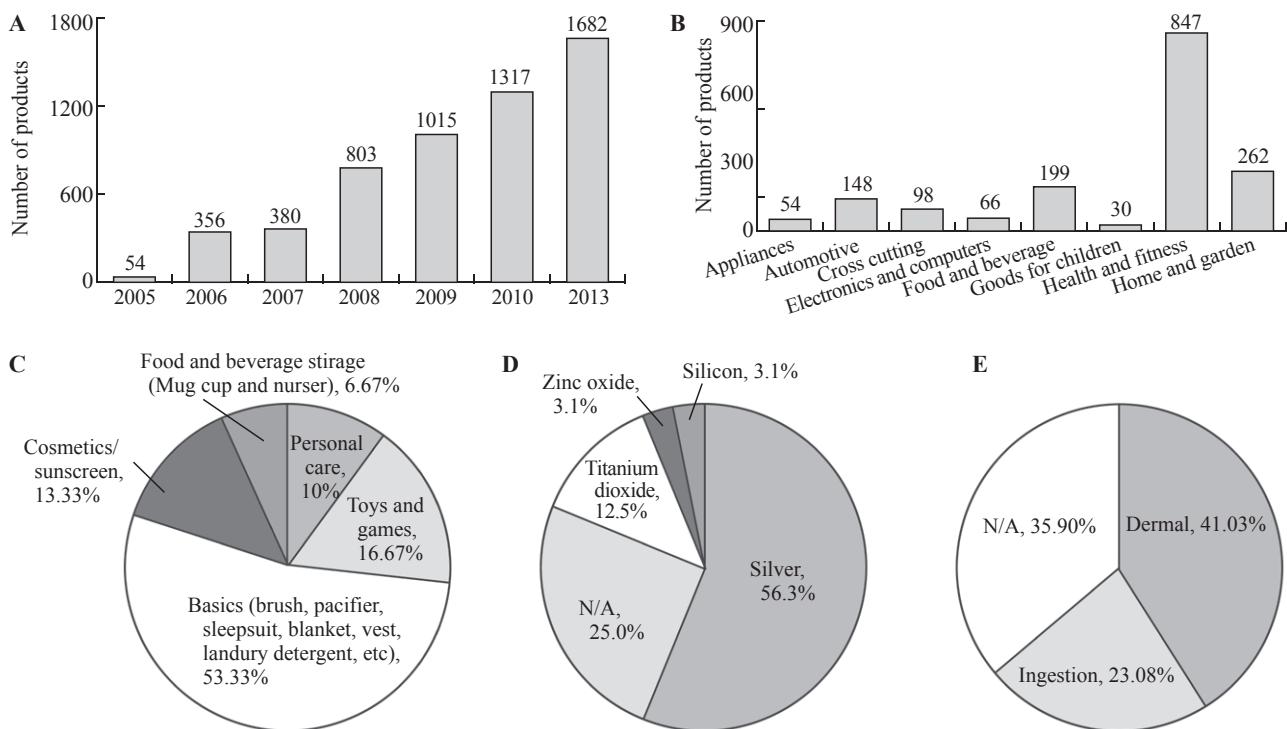 A
Number of products
1800
1200
600
0
54
356
380
803
1015
1317
1682
2005
2006
2007
2008
2009
2010
2013
B
Number of products
900
600
300
0
54
148
98
66
199
30
847
262
Appliances
Automotive
Cross cutting
Electronics and computers
Food and beverage
Goods for children
Health and fitness
Home and garden
C
Food and beverage stirage
(Mug cup and nurser), 6.67%
Cosmetics/
sunscreen,
13.33%
Personal
care,
10%
Toys and
games,
16.67%
Basics (brush, pacifier,
sleepsuit, blanket, vest,
landury detergent, etc),
53.33%
D
Zinc oxide,
3.1%
Silicon, 3.1%
Titanium
dioxide,
12.5%
N/A,
25.0%
Silver,
56.3%
E
N/A, 35.90%
Dermal, 41.03%
Ingestion, 23.08%